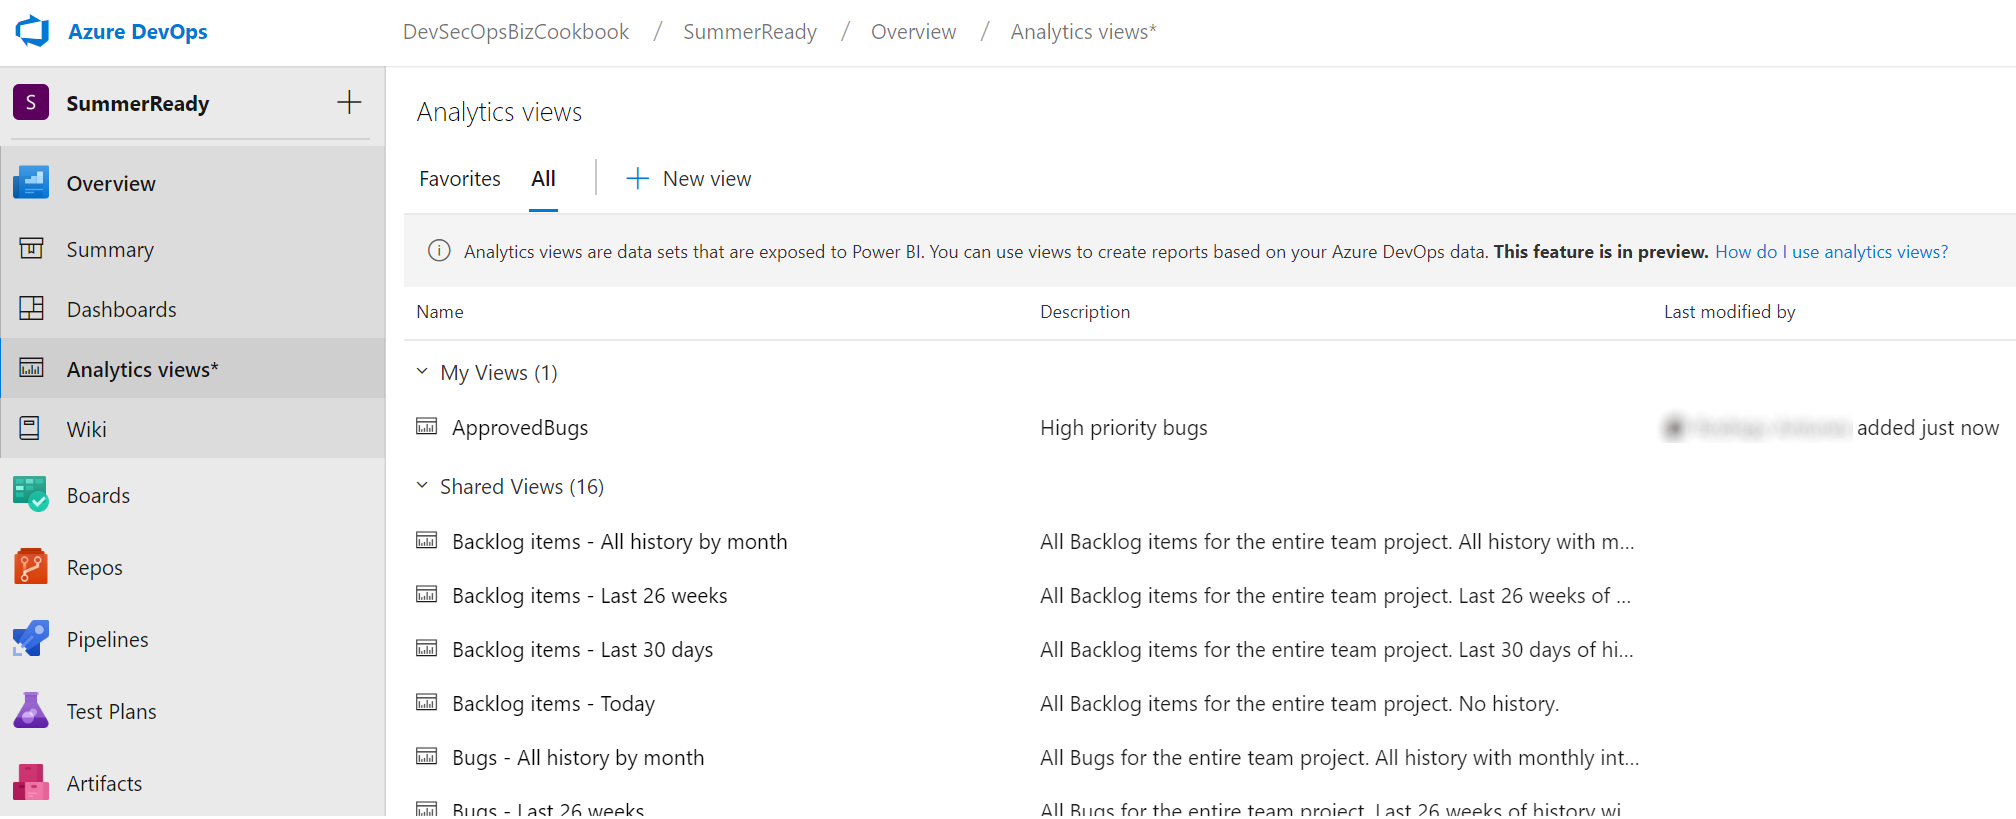 Azure DevOps
DevSecOpsBizCookbook / SummerReady / Overview / Analytics views*
S SummerReady
Overview
Summary
Dashboards
Analytics views*
Wiki
Boards
Repos
Pipelines
Test Plans
Artifacts
Analytics views
Favorites All New view
Analytics views are data sets that are exposed to Power BI. You can use views to create reports based on your Azure DevOps data. This feature is in preview. How do I use analytics views?
Name Description Last modified by
My Views (1)
ApprovedBugs High priority bugs added just now
Shared Views (16)
Backlog items - All history by month All Backlog items for the entire team project. All history with m...
Backlog items - Last 26 weeks All Backlog items for the entire team project. Last 26 weeks of ...
Backlog items - Last 30 days All Backlog items for the entire team project. Last 30 days of hi...
Backlog items - Today All Backlog items for the entire team project. No history.
Bugs - All history by month All Bugs for the entire team project. All history with monthly int...
Bugs - Last 26 weeks All Bugs for the entire team project. Last 26 weeks of history wi...